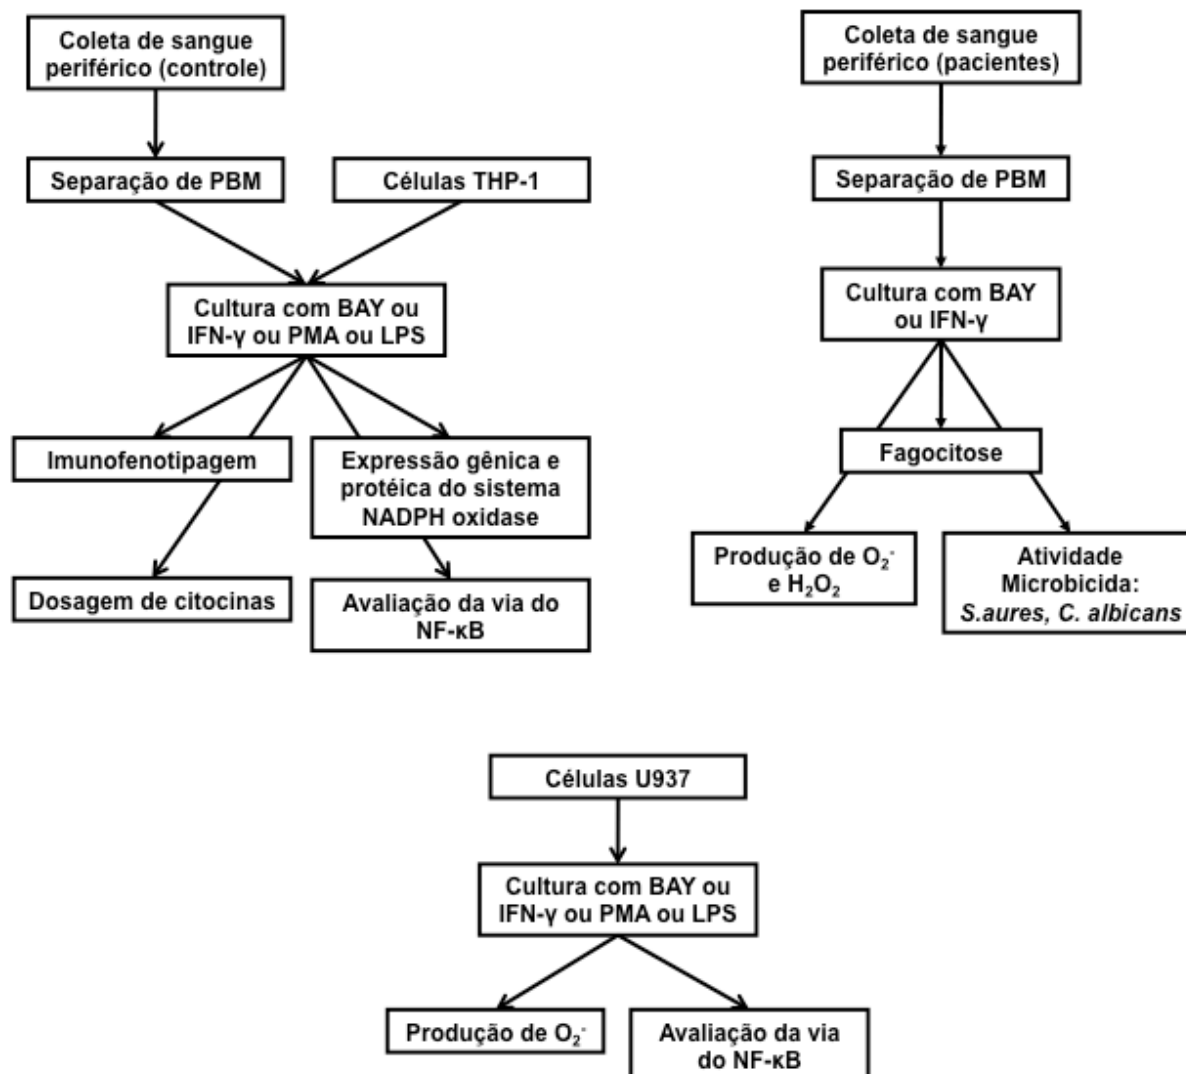 Coleta de sangue
periférico (controle)
Separação de PBM
Células THP-1
Cultura com BAY ou
IFN-γ ou PMA ou LPS
Imunofenotipagem
Expressão gênica e
protéica do sistema
NADPH oxidase
Dosagem de citocinas
Avaliação da via do
NF-κB
Coleta de sangue
periférico (pacientes)
Separação de PBM
Cultura com BAY
ou IFN-γ
Fagocitose
Produção de O₂⁻
e H₂O₂
Atividade
Microbicida:
S.aures, C. albicans
Células U937
Cultura com BAY ou
IFN-γ ou PMA ou LPS
Produção de O₂⁻
Avaliação da via
do NF-κB